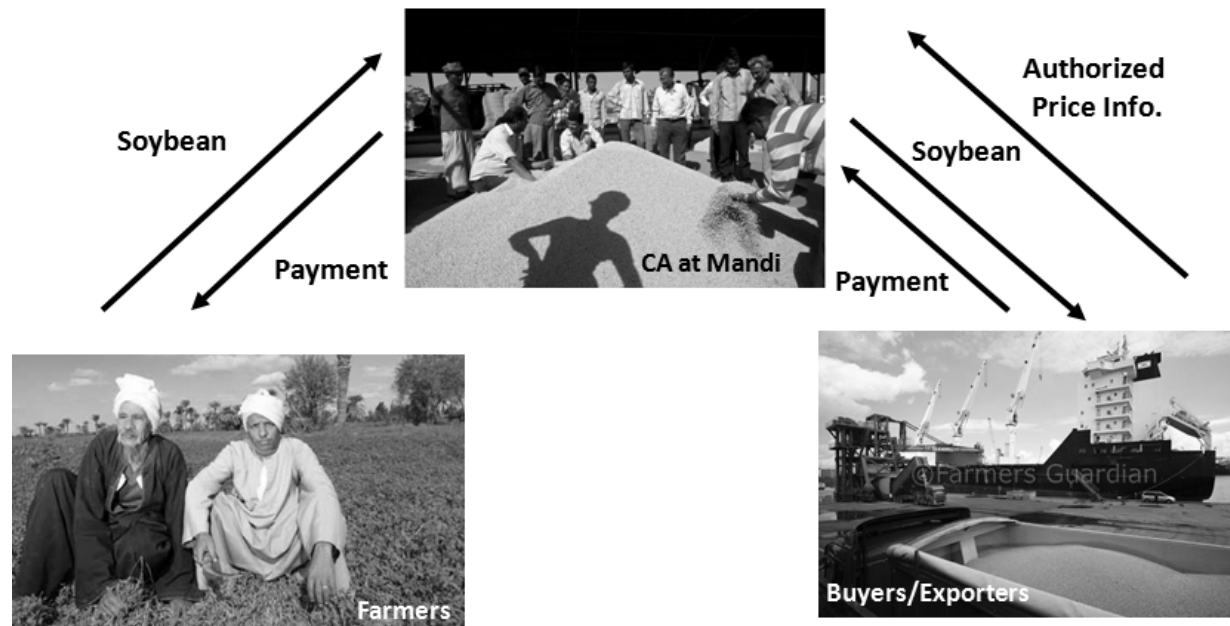 Authorized
Price Info.
Soybean
Soybean
CA at Mandi
Payment
Payment
©Farmers Guardian
Farmers
Buyers/Exporters